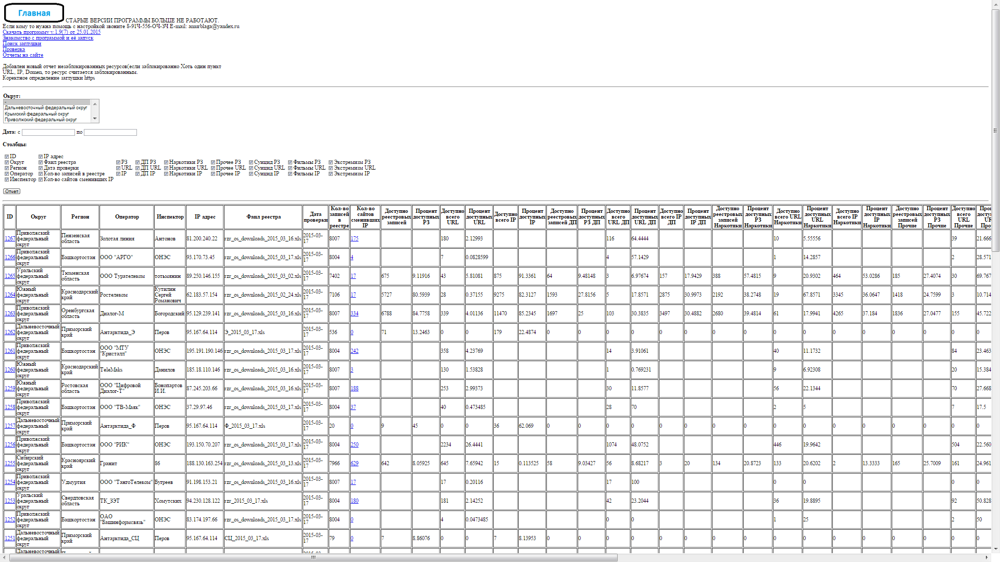 Главная
СТАРЫЕ ВЕРСИИ ПРОГРАММЫ БОЛЬШЕ НЕ РАБОТАЮТ.
Если кому то нужна помощь с настройкой звоните 8-91Ч-556-ОЧ-ЗЧ E-mail: amurblaga@yandex.ru
Скачать программу v.1.9(7) от 25.01.2015
Знакомство с программой и её запуск
Поиск заглушки
Проверка
Отчеты на сайте
Добавлен новый отчет незаблокированных ресурсов(если заблокированно Хоть один пункт
URL, IP, Domen, то ресурс считается заблокированным.
Коректное определение заглушки https
Округ:
-
Дальневосточный федеральный округ
Крымский федеральный округ
Приволжский федеральный округ
Дата: с по
Столбцы:
ID IP адрес
Округ Фаил реестра РЗ ДП РЗ Наркотики РЗ Прочее РЗ Суицид РЗ Фильмы РЗ Экстремизм РЗ
Регион Дата проверки URL ДП URL Наркотики URL Прочее URL Суицид URL Фильмы URL Экстремизм URL
Оператор Кол-во записей в реестре IP ДП IP Наркотики IP Прочее IP Суицид IP Фильмы IP Экстремизм IP
Инспектор Кол-во сайтов сменивших IP
Отчет
ID Округ Регион Оператор Инспектор IP адрес Фаил реестра Дата проверки Кол-во записей в реестре Кол-во сайтов сменивших IP Доступно реестровых записей Процент доступных РЗ Доступно всего URL Процент доступных URL Доступно всего IP Процент доступных IP Доступно реестровых записей ДП Процент доступных РЗ ДП Доступно всего URL ДП Процент доступных URL ДП Доступно всего IP ДП Процент доступных IP ДП Доступно реестровых записей Наркотики Процент доступных РЗ Наркотики Доступно всего URL Наркотики Процент доступных URL Наркотики Доступно всего IP Наркотики Процент доступных IP Наркотики Доступно реестровых записей Прочие Процент доступных РЗ Прочие Доступно всего URL Прочие
1267 Приволжский федеральный округ Пензенская область Золотая линия Антонов 81.200.240.22 rzr_os_downloads_2015_03_16.xls 2015-03-17 8007 175 180 2.12993 116 64.4444 10 5.55556 39 21.666
1266 Приволжский федеральный округ Башкортостан ООО "АРГО" ОНЭС 93.170.73.45 rzr_os_downloads_2015_03_17.xls 2015-03-17 8004 4 7 0.0828599 4 57.1429 1 14.2857 2 28.571
1265 Уральский федеральный округ Тюменская область ООО Турателеком тотьмянин 89.250.146.155 rzr_os_downloads_2015_03_02.xls 2015-03-17 7402 17 675 9.11916 43 5.81081 875 91.3361 64 9.48148 3 6.97674 157 17.9429 388 57.4815 9 20.9302 464 53.0286 185 27.4074 30 69.767
1264 Южный федеральный округ Краснодарский край Ростелеком Кутилин Сергей Романович 62.183.57.154 rzr_os_downloads_2015_02_24.xls 2015-03-17 7106 17 5727 80.5939 28 0.37155 9275 82.3127 1593 27.8156 5 17.8571 2875 30.9973 2192 38.2748 19 67.8571 3345 36.0647 1418 24.7599 3 10.714
1263 Приволжский федеральный округ Оренбургская область Диалог-М Богородский 95.129.239.141 rzr_os_downloads_2015_03_16.xls 2015-03-17 8007 334 6788 84.7758 339 4.01136 11470 85.2345 1697 25 103 30.3835 3497 30.4882 2680 39.4814 61 17.9941 4265 37.184 1836 27.0477 155 45.722
1262 Дальневосточный федеральный округ Приморский край Антарктида_Э Перов 95.167.64.114 Э_2015_03_17.xls 2015-03-17 536 0 71 13.2463 0 0 179 22.4874 0 0 0 0 0 0 0 0 0 0 0 0 0 0 0 0
1261 Приволжский федеральный округ Башкортостан ООО "МТУ "Кристалл" ОНЭС 195.191.190.146 rzr_os_downloads_2015_03_17.xls 2015-03-17 8004 242 358 4.23769 14 3.91061 40 11.1732 84 23.463
1260 Южный федеральный округ Краснодарский край TeleMaks Данилов 185.18.110.146 rzr_os_downloads_2015_03_16.xls 2015-03-17 8007 3 130 1.53828 1 0.769231 9 6.92308 20 15.384
1259 Южный федеральный округ Ростовская область ООО "Цифровой Диалог-Т" Бонопартов И.И. 87.245.203.66 rzr_os_downloads_2015_03_16.xls 2015-03-17 8007 188 253 2.99373 30 11.8577 56 22.1344 70 27.668
1258 Приволжский федеральный округ Башкортостан ООО "ТВ-Маяк" ОНЭС 37.29.97.46 rzr_os_downloads_2015_03_17.xls 2015-03-17 8004 37 40 0.473485 28 70 2 5 7 17.5
1257 Дальневосточный федеральный округ Приморский край Антарктида_Ф Перов 95.167.64.114 Ф_2015_03_17.xls 2015-03-17 20 0 9 45 0 0 36 62.069 0 0 0 0 0 0 0 0 0 0 0 0 0 0 0 0
1256 Приволжский федеральный округ Башкортостан ООО "РИК" ОНЭС 193.150.70.207 rzr_os_downloads_2015_03_17.xls 2015-03-17 8004 250 2234 26.4441 1074 48.0752 446 19.9642 504 22.560
1255 Сибирский федеральный округ Красноярский край Гранит 86 188.130.163.254 rzr_os_downloads_2015_03_13.xls 2015-03-17 7966 629 642 8.05925 645 7.65942 15 0.113525 58 9.03427 56 8.68217 3 20 134 20.8723 133 20.6202 2 13.3333 165 25.7009 161 24.961
1254 Приволжский федеральный округ Удмуртия ООО "ТангоТелеком" Бугреев 91.198.153.21 rzr_os_downloads_2015_03_16.xls 2015-03-17 8007 17 17 0.20116 17 100 0 0 0 0
1253 Уральский федеральный округ Свердловская область ТК_ЗЭТ Хомутских 94.230.128.122 rzr_2015_03_17.xls 2015-03-17 8004 180 181 2.14252 42 23.2044 36 19.8895 92 50.828
1252 Приволжский федеральный округ Башкортостан ОАО "Башинформсвязь" ОНЭС 83.174.197.66 rzr_os_downloads_2015_03_17.xls 2015-03-17 8004 0 4 0.0473485 0 0 1 25 2 50
1251 Дальневосточный федеральный округ Приморский край Антарктида_СЦ Перов 95.167.64.114 СЦ_2015_03_17.xls 2015-03-17 79 0 7 8.86076 0 0 7 8.13953 0 0 0 0 0 0 0 0 0 0 0 0 0 0 0 0
Дальневосточный